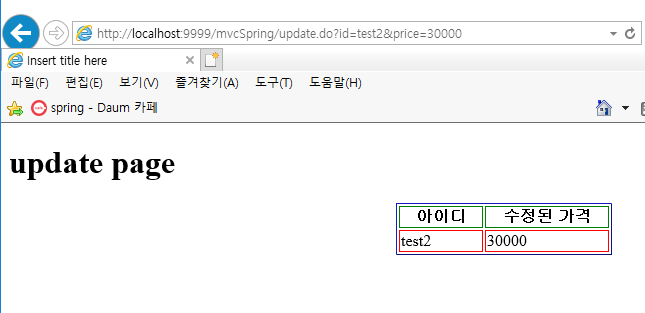 http://localhost:9999/mvcSpring/update.do?id=test2&price=30000
Insert title here
파일(F) 편집(E) 보기(V) 즐겨찾기(A) 도구(T) 도움말(H)
spring - Daum 카페
update page
아이디 수정된 가격
test2 30000